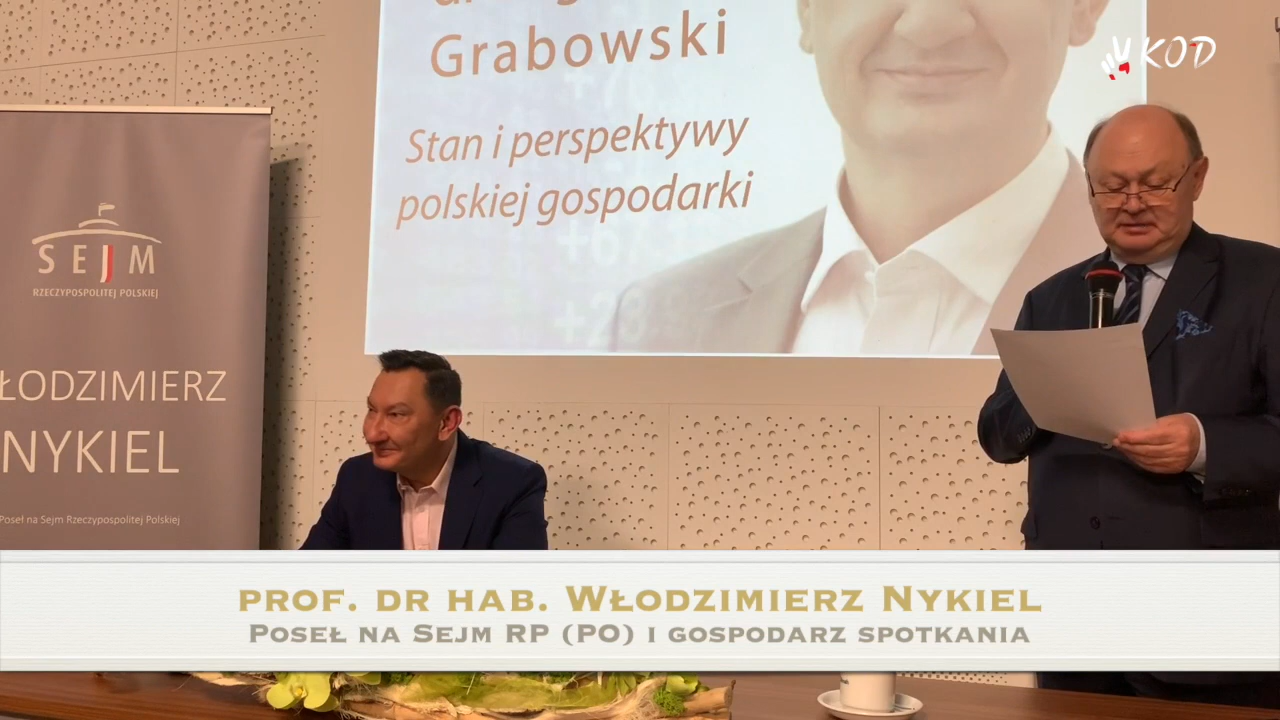 Grabowski
Stan i perspektywy
polskiej gospodarki
KOD
SEJM
RZECZYPOSPOLITEJ POLSKIEJ
ŁODZIMIERZ
NYKIEL
Poseł na Sejm Rzeczypospolitej Polskiej
prof. dr hab. Włodzimierz Nykiel
Poseł na Sejm RP (PO) i gospodarz spotkania